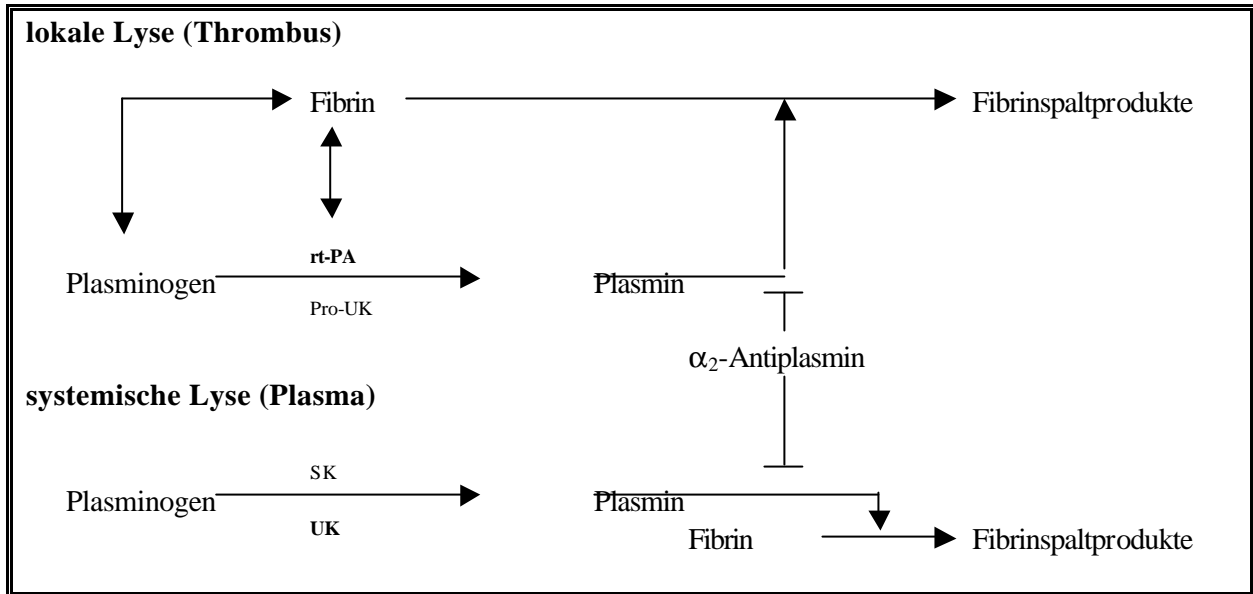 lokale Lyse (Thrombus)
Fibrin Fibrinspaltprodukte
rt-PA
Plasminogen Plasmin
Pro-UK
α₂-Antiplasmin
systemische Lyse (Plasma)
SK
Plasminogen Plasmin
UK
Fibrin Fibrinspaltprodukte